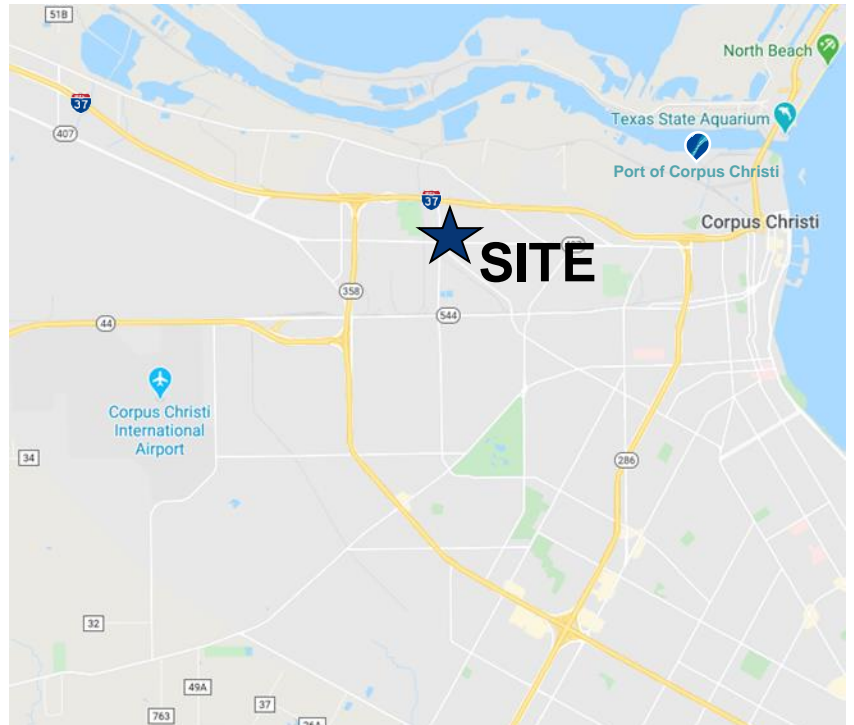 51B
North Beach
37
Texas State Aquarium
407
Port of Corpus Christi
37
Corpus Christi
SITE
358
544
44
Corpus Christi
International
Airport
34
286
32
49A
37
763